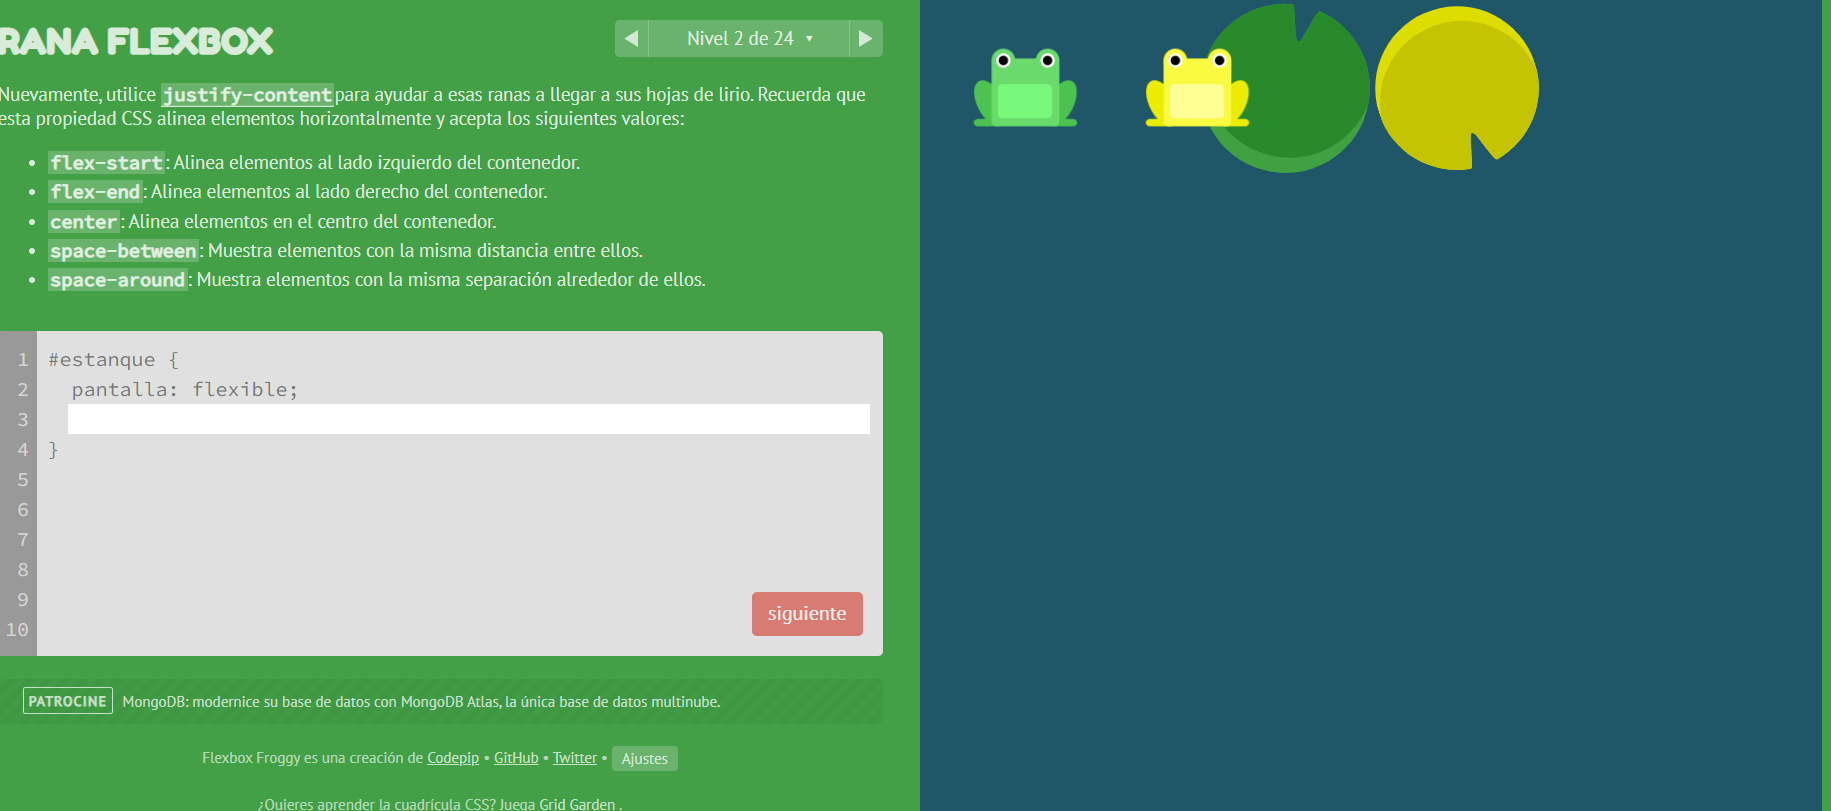 RANA FLEXBOX
Nivel 2 de 24
Nuevamente, utilice justify-content para ayudar a esas ranas a llegar a sus hojas de lirio. Recuerda que
esta propiedad CSS alinea elementos horizontalmente y acepta los siguientes valores:
• flex-start: Alinea elementos al lado izquierdo del contenedor.
• flex-end: Alinea elementos al lado derecho del contenedor.
• center: Alinea elementos en el centro del contenedor.
• space-between: Muestra elementos con la misma distancia entre ellos.
• space-around: Muestra elementos con la misma separación alrededor de ellos.
1 #estanque {
2 pantalla: flexible;
3
4 }
5
6
7
8
9
10
siguiente
PATROCINE MongoDB: modernice su base de datos con MongoDB Atlas, la única base de datos multinube.
Flexbox Froggy es una creación de Codepip • GitHub • Twitter • Ajustes
¿Quieres aprender la cuadrícula CSS? Juega Grid Garden .